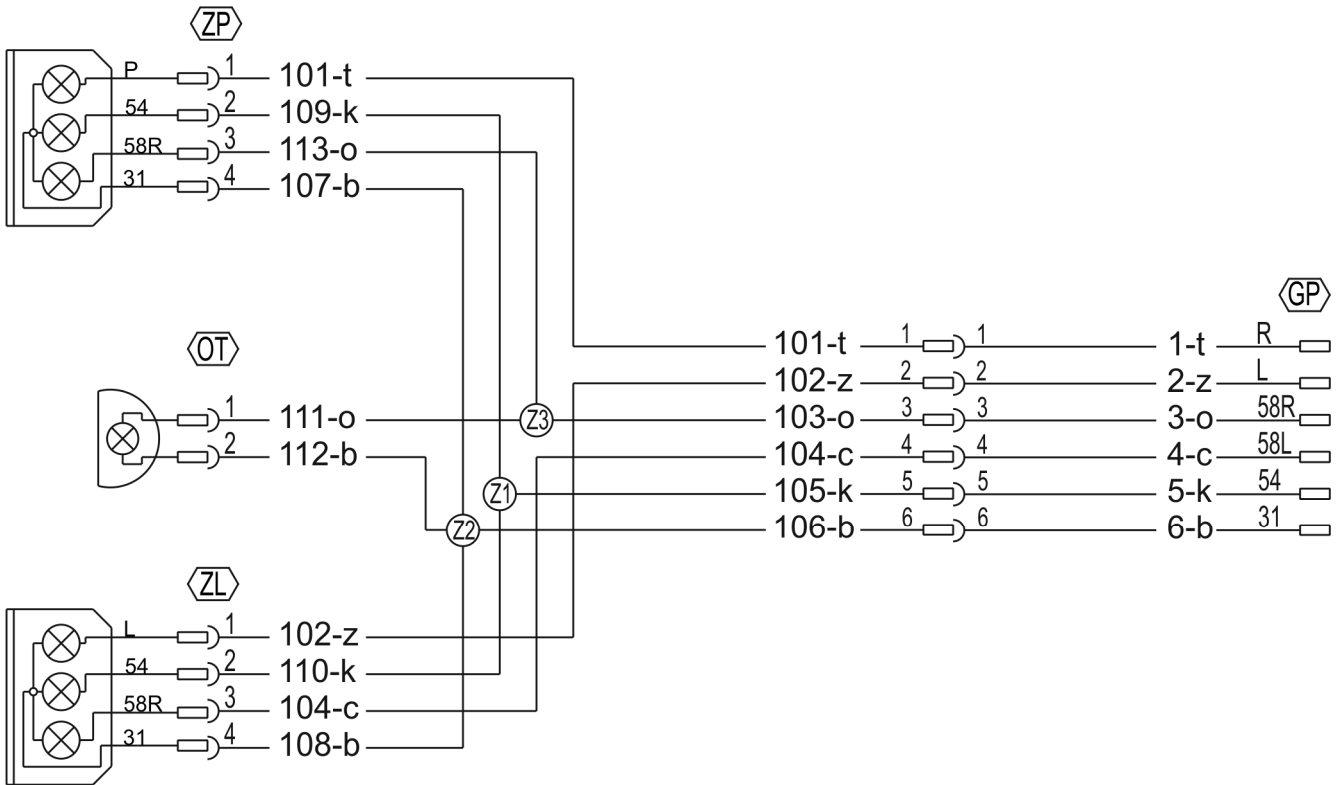 ZP
P 1 101-t
54 2 109-k
58R 3 113-o
31 4 107-b
GP
OT
101-t 1 1 1-t R
102-z 2 2 2-z L
1 111-o Z3 103-o 3 3 3-o 58R
2 112-b 104-c 4 4 4-c 58L
Z1 105-k 5 5 5-k 54
Z2 106-b 6 6 6-b 31
ZL
L 1 102-z
54 2 110-k
58R 3 104-c
31 4 108-b